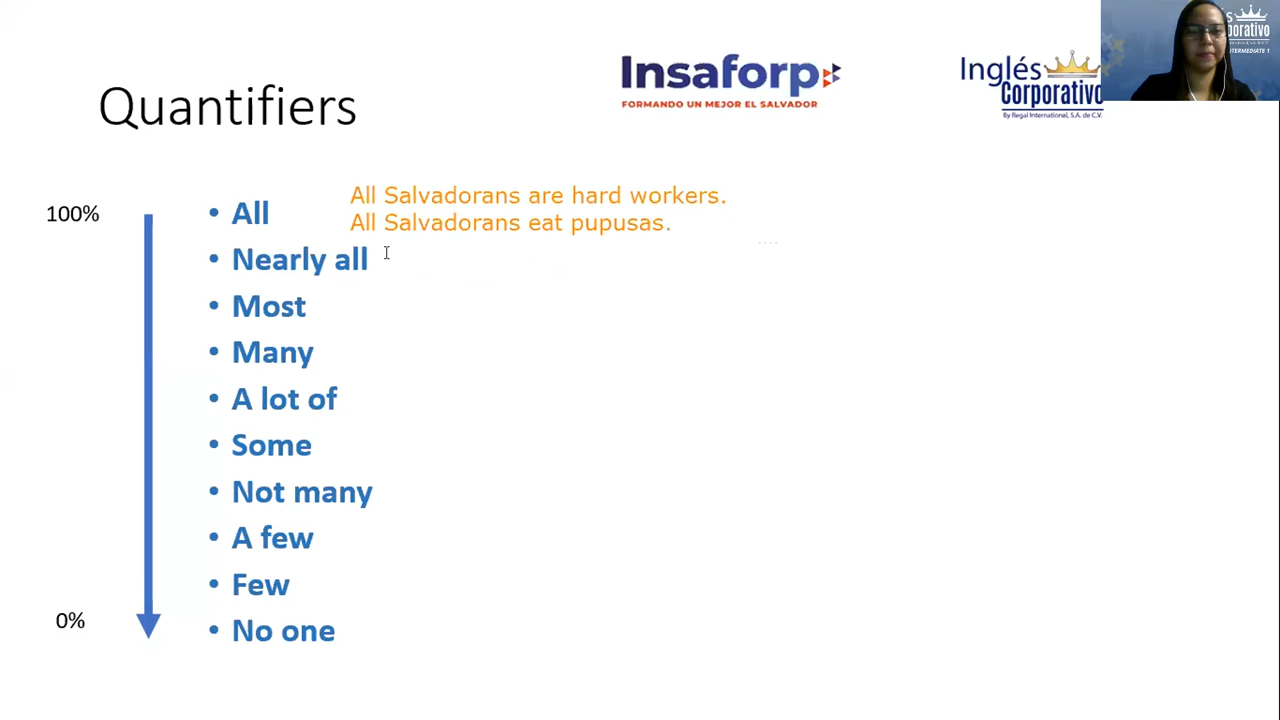 Insaforp
FORMANDO UN MEJOR EL SALVADOR
Inglés
Corporativo
By Regal International, S.A. de C.V.
INTERMEDIATE 1
Quantifiers
100%
• All
All Salvadorans are hard workers.
All Salvadorans eat pupusas.
• Nearly all
• Most
• Many
• A lot of
• Some
• Not many
• A few
• Few
0%
• No one